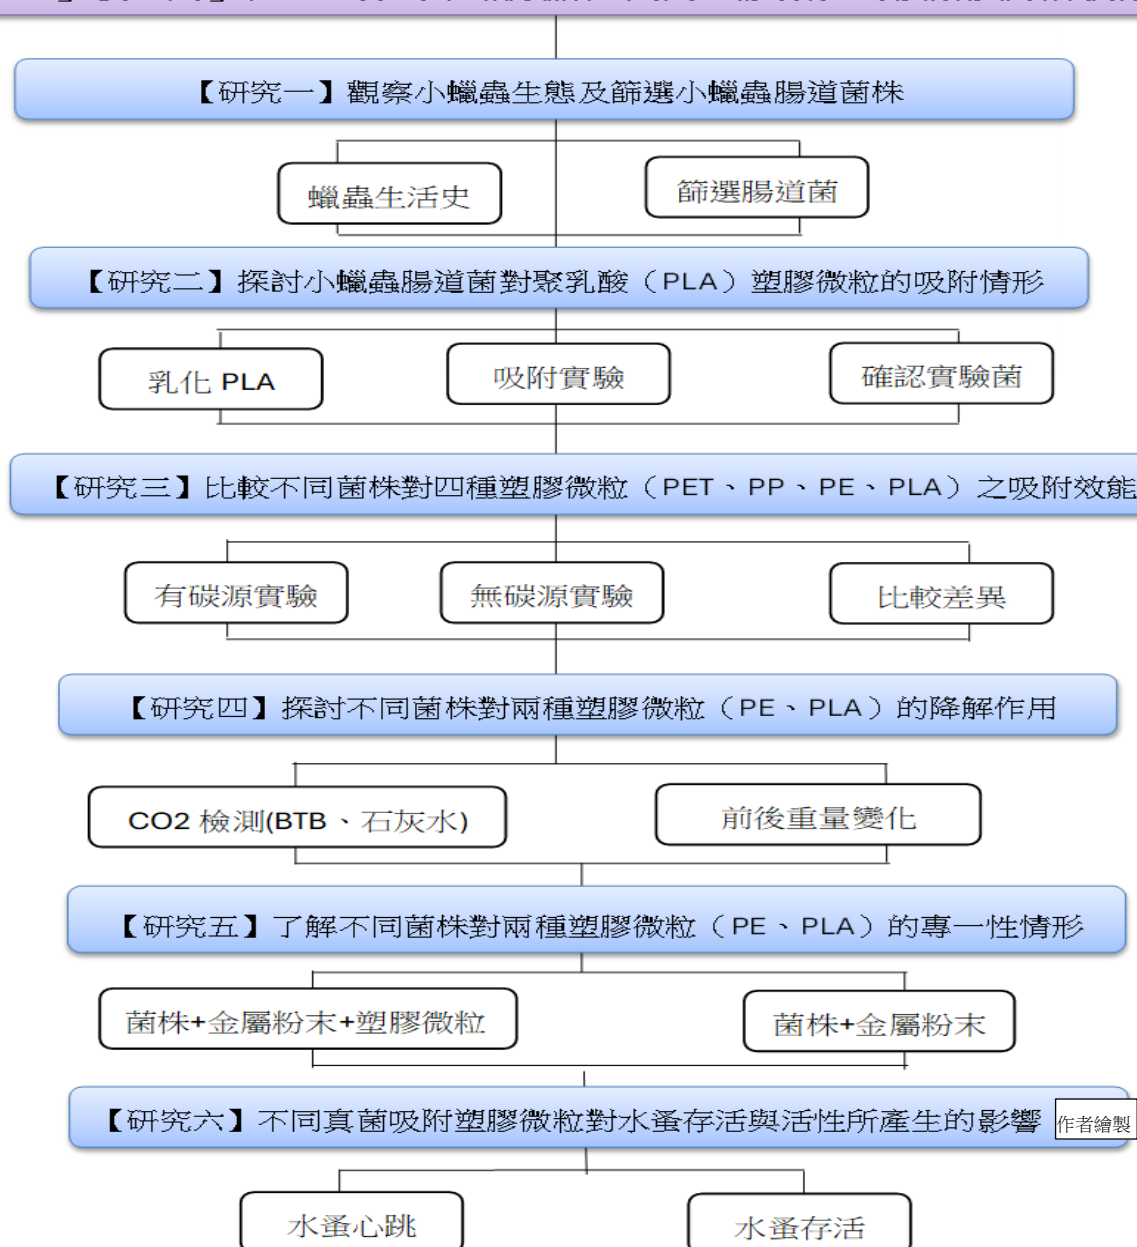 【研究一】觀察小蠟蟲生態及篩選小蠟蟲腸道菌株
蠟蟲生活史
篩選腸道菌
【研究二】探討小蠟蟲腸道菌對聚乳酸（PLA）塑膠微粒的吸附情形
乳化 PLA
吸附實驗
確認實驗菌
【研究三】比較不同菌株對四種塑膠微粒（PET、PP、PE、PLA）之吸附效能
有碳源實驗
無碳源實驗
比較差異
【研究四】探討不同菌株對兩種塑膠微粒（PE、PLA）的降解作用
CO2 檢測(BTB、石灰水)
前後重量變化
【研究五】了解不同菌株對兩種塑膠微粒（PE、PLA）的專一性情形
菌株+金屬粉末+塑膠微粒
菌株+金屬粉末
【研究六】不同真菌吸附塑膠微粒對水蚤存活與活性所產生的影響
作者繪製
水蚤心跳
水蚤存活